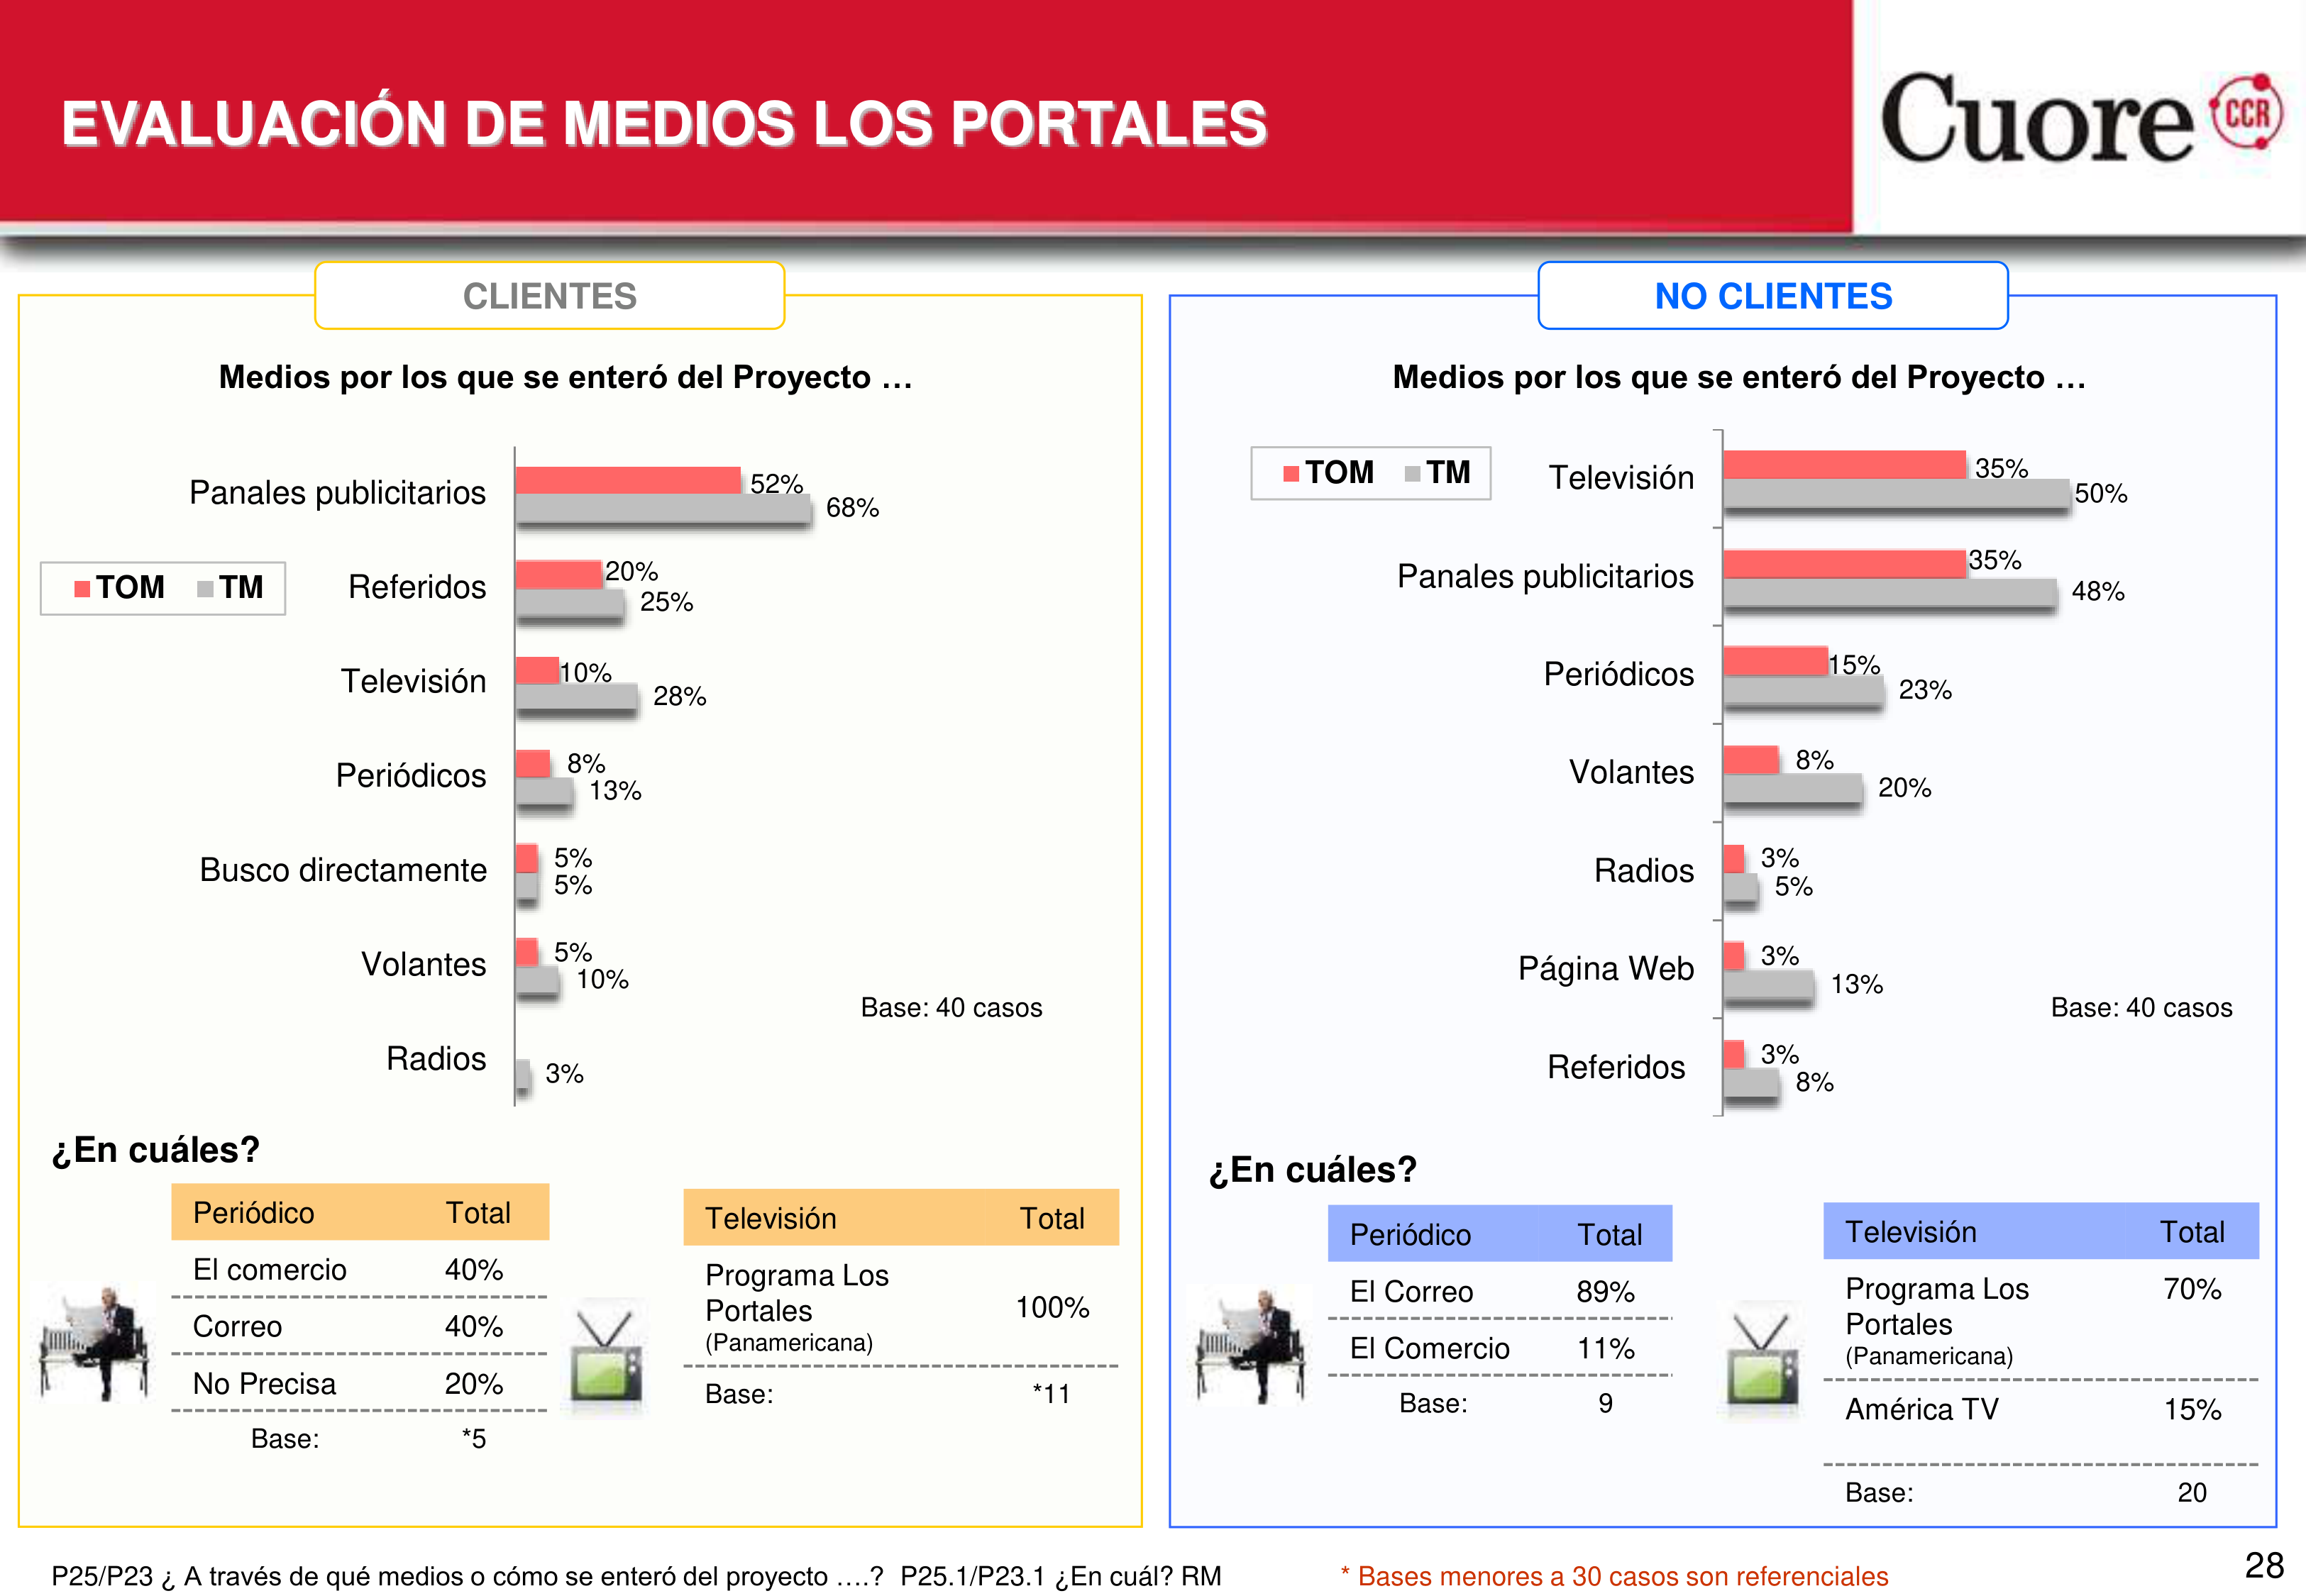 EVALUACIÓN DE MEDIOS LOS PORTALES
Cuore CCR
CLIENTES
Medios por los que se enteró del Proyecto …
TOM TM
Panales publicitarios 52% 68%
Referidos 20% 25%
Televisión 10% 28%
Periódicos 8% 13%
Busco directamente 5% 5%
Volantes 5% 10%
Radios 3%
Base: 40 casos
¿En cuáles?
Periódico Total
El comercio 40%
Correo 40%
No Precisa 20%
Base: *5
Televisión Total
Programa Los
Portales 100%
(Panamericana)
Base: *11
NO CLIENTES
Medios por los que se enteró del Proyecto …
TOM TM
Televisión 35% 50%
Panales publicitarios 35% 48%
Periódicos 15% 23%
Volantes 8% 20%
Radios 3% 5%
Página Web 3% 13%
Referidos 3% 8%
Base: 40 casos
¿En cuáles?
Periódico Total
El Correo 89%
El Comercio 11%
Base: 9
Televisión Total
Programa Los 70%
Portales
(Panamericana)
América TV 15%
Base: 20
P25/P23 ¿ A través de qué medios o cómo se enteró del proyecto ….? P25.1/P23.1 ¿En cuál? RM
* Bases menores a 30 casos son referenciales
28